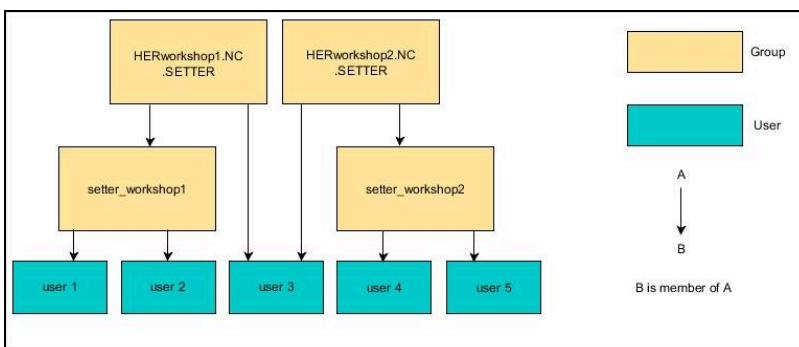 HERworkshop1.NC
.SETTER
HERworkshop2.NC
.SETTER
Group
User
setter_workshop1
setter_workshop2
A
B
user 1
user 2
user 3
user 4
user 5
B is member of A